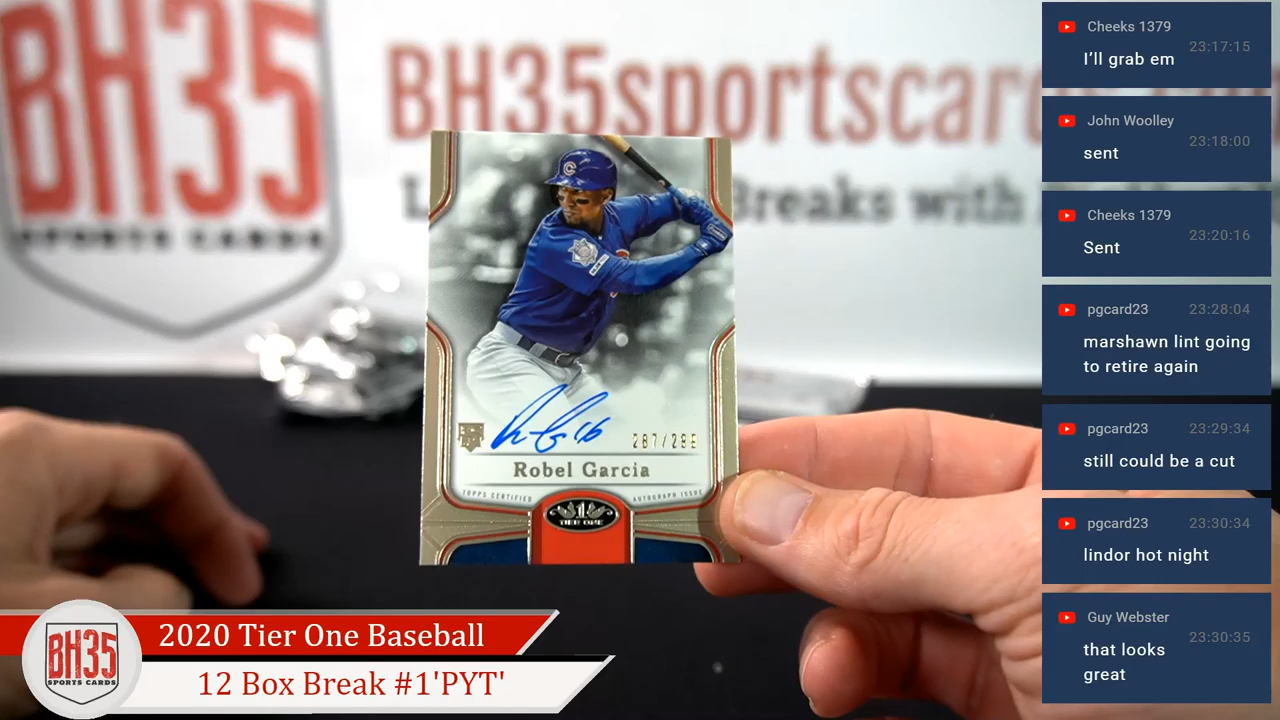 BH35
SPORTS CARDS
BH35sportscards
Breaks with
C
287/299
Robel Garcia
TOPPS CERTIFIED
AUTOGRAPH ISSUE
1
TIER ONE
BH35
SPORTS CARDS
2020 Tier One Baseball
12 Box Break #1'PYT'
Cheeks 1379
23:17:15
I'll grab em
John Woolley
23:18:00
sent
Cheeks 1379
23:20:16
Sent
pgcard23
23:28:04
marshawn lint going
to retire again
pgcard23
23:29:34
still could be a cut
pgcard23
23:30:34
lindor hot night
Guy Webster
23:30:35
that looks
great